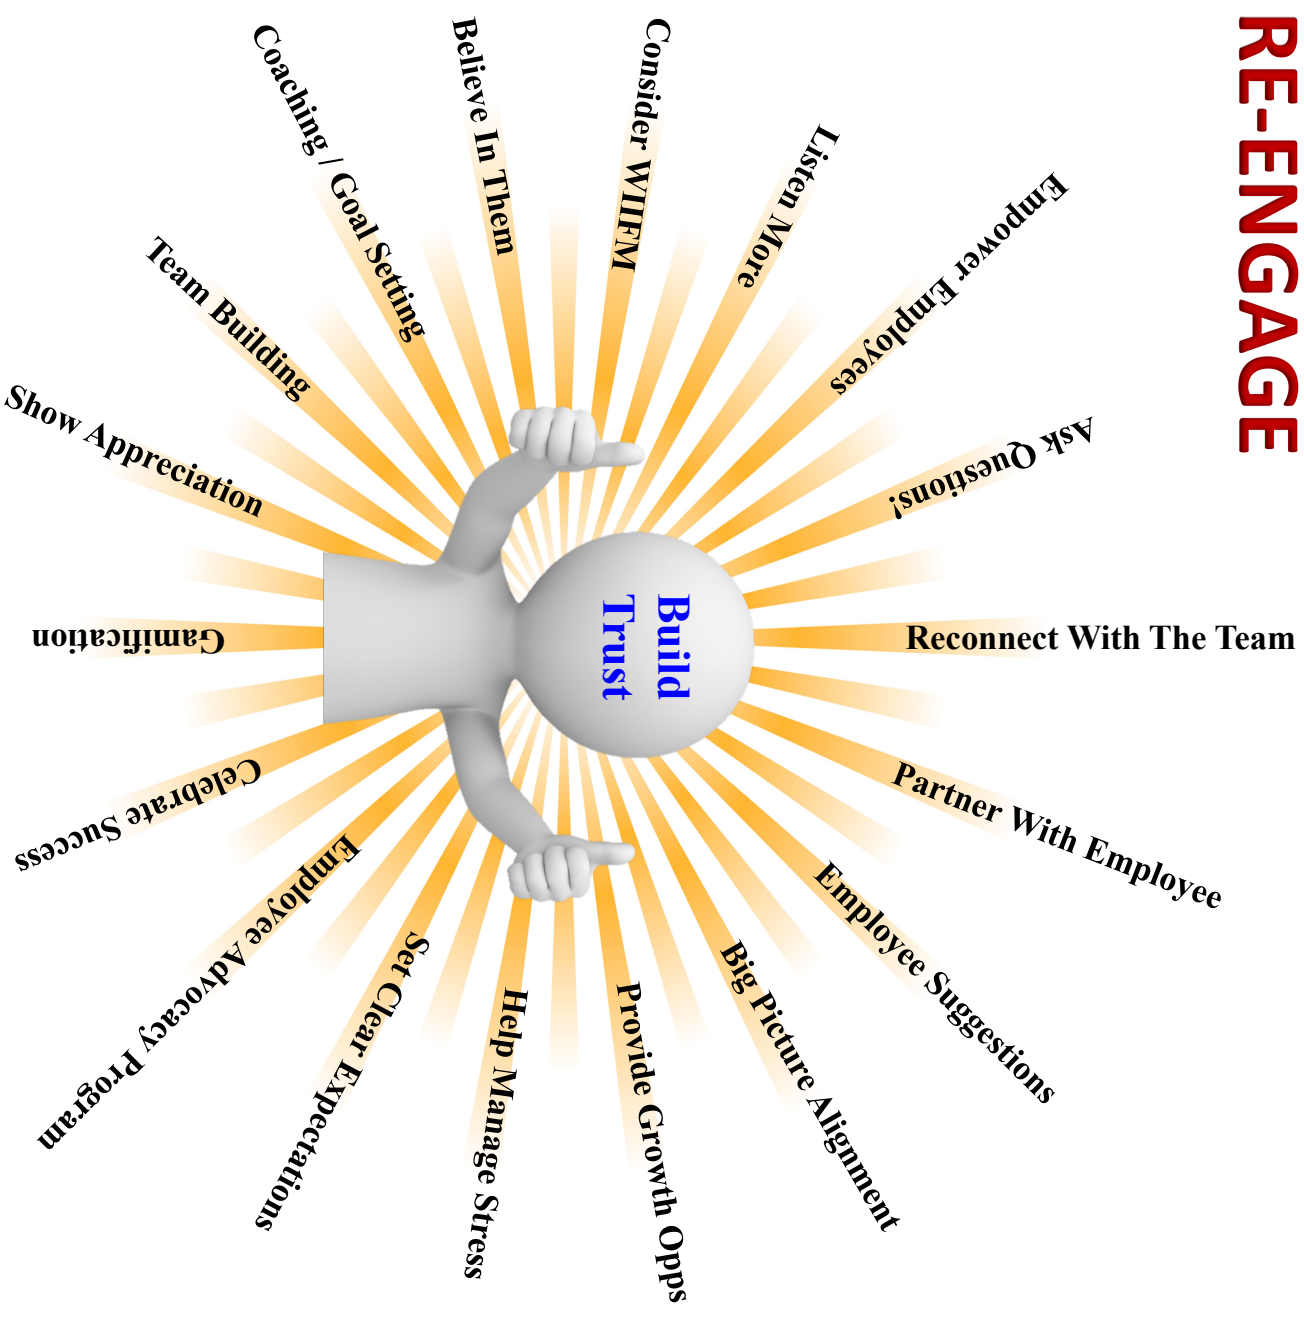 RE-ENGAGE
Build
Trust
Reconnect With The Team
Partner With Employee
Employee Suggestions
Big Picture Alignment
Provide Growth Opps
Help Manage Stress
Set Clear Expectations
Employee Advocacy Program
Celebrate Success
Gamification
Show Appreciation
Team Building
Coaching / Goal Setting
Believe In Them
Consider WIIFM
Listen More
Empower Employees
Ask Questions!